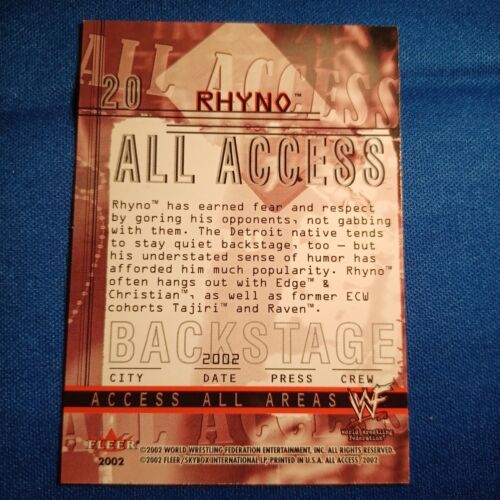 ALL ACCESS
20
RHYNO™
ALL ACCESS
Rhyno™ has earned fear and respect
by goring his opponents, not gabbing
with them. The Detroit native tends
to stay quiet backstage, too – but
his understated sense of humor has
afforded him much popularity. Rhyno™
often hangs out with Edge™ &
Christian™, as well as former ECW
cohorts Tajiri™ and Raven™.
BACKSTAGE
2002
CITY DATE PRESS CREW
ACCESS ALL AREAS
WF
world wrestling
federation®
FLEER
2002
©2002 WORLD WRESTLING FEDERATION ENTERTAINMENT, INC. ALL RIGHTS RESERVED.
©2002 FLEER/SKYBOX INTERNATIONAL LP, PRINTED IN U.S.A. ALL ACCESS/2002